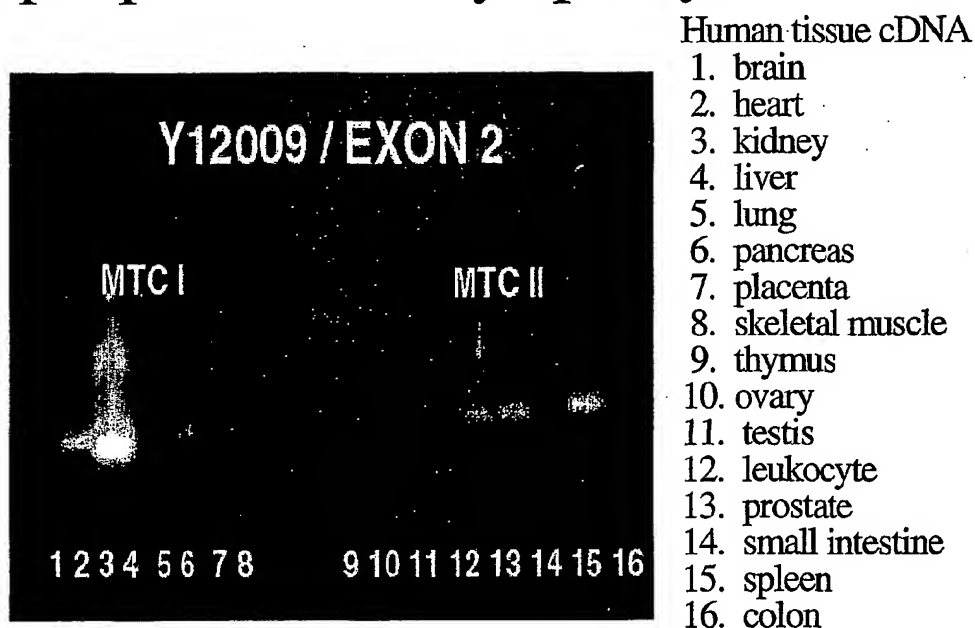 Y12009 / EXON 2
MTC I
MTC II
1 2 3 4 5 6 7 8 9 10 11 12 13 14 15 16
Human tissue cDNA
1. brain
2. heart
3. kidney
4. liver
5. lung
6. pancreas
7. placenta
8. skeletal muscle
9. thymus
10. ovary
11. testis
12. leukocyte
13. prostate
14. small intestine
15. spleen
16. colon